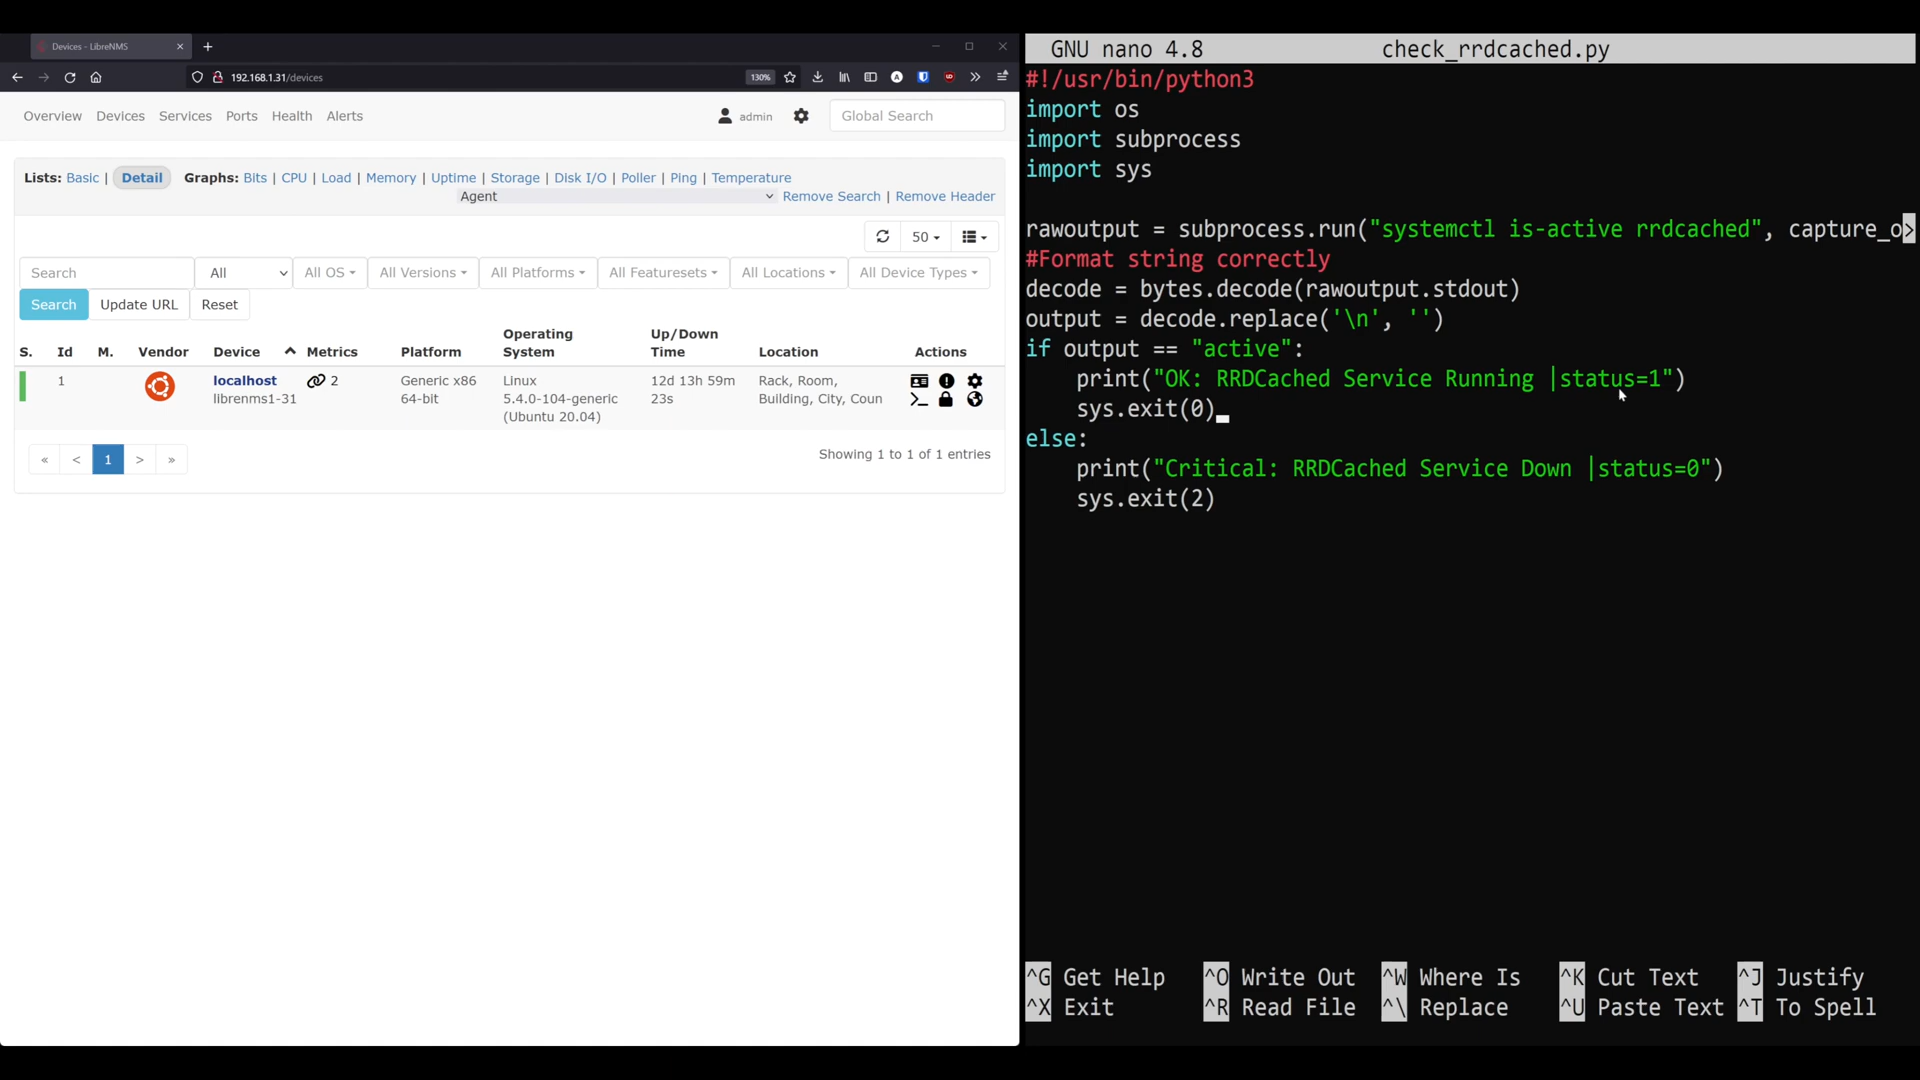 Devices - LibreNMS
192.168.1.31/devices
130%
Overview Devices Services Ports Health Alerts
admin
Global Search
Lists: Basic | Detail Graphs: Bits | CPU | Load | Memory | Uptime | Storage | Disk I/O | Poller | Ping | Temperature
Agent
Remove Search | Remove Header
50
Search All All OS All Versions All Platforms All Featuresets All Locations All Device Types
Search Update URL Reset
S. Id M. Vendor Device Metrics Platform Operating System Up/Down Time Location Actions
1 localhost 2 Generic x86 Linux 12d 13h 59m Rack, Room,
librenms1-31 64-bit 5.4.0-104-generic 23s Building, City, Coun
(Ubuntu 20.04)
« < 1 > »
Showing 1 to 1 of 1 entries
GNU nano 4.8 check_rrdcached.py
#!/usr/bin/python3
import os
import subprocess
import sys
rawoutput = subprocess.run("systemctl is-active rrdcached", capture_o>
#Format string correctly
decode = bytes.decode(rawoutput.stdout)
output = decode.replace('\n', '')
if output == "active":
    print("OK: RRDCached Service Running |status=1")
    sys.exit(0)
else:
    print("Critical: RRDCached Service Down |status=0")
    sys.exit(2)
^G Get Help ^O Write Out ^W Where Is ^K Cut Text ^J Justify
^X Exit ^R Read File ^\ Replace ^U Paste Text ^T To Spell